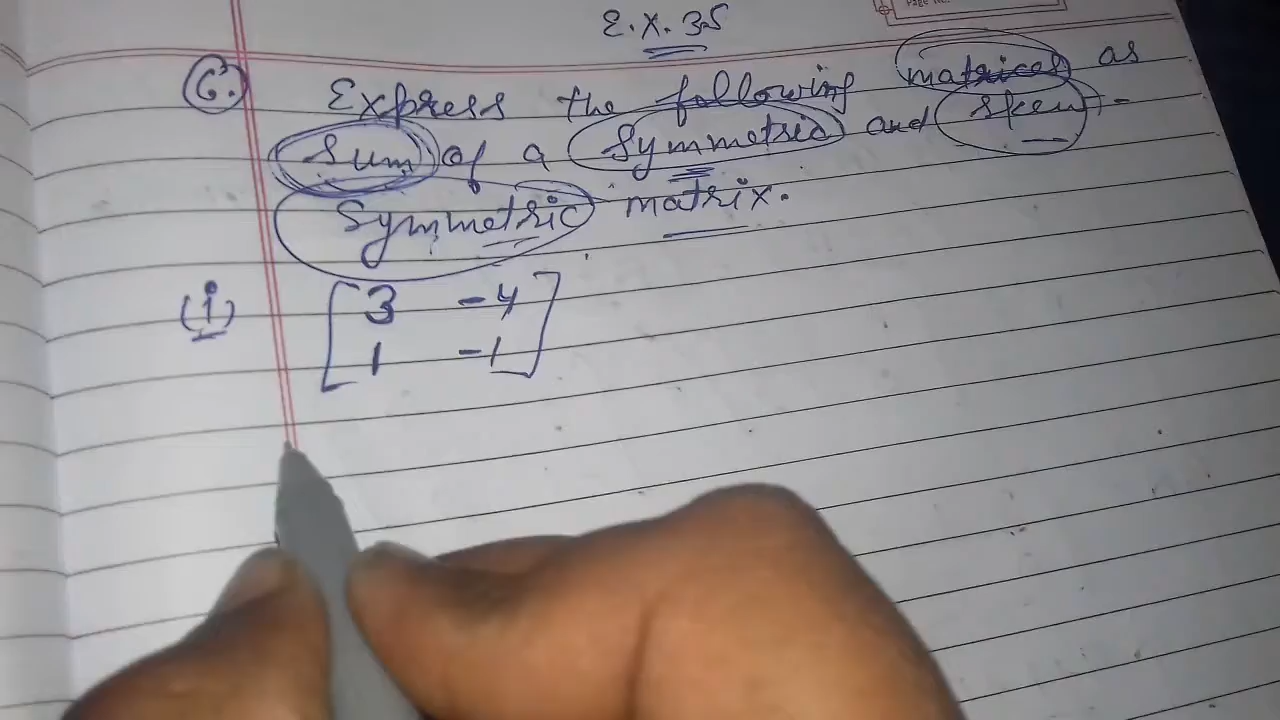 E.X. 3.5
6. Express the following matrices as
Sum of a Symmetric and Skew-
Symmetric matrix.
(i) [ 3 -4
1 -1 ]